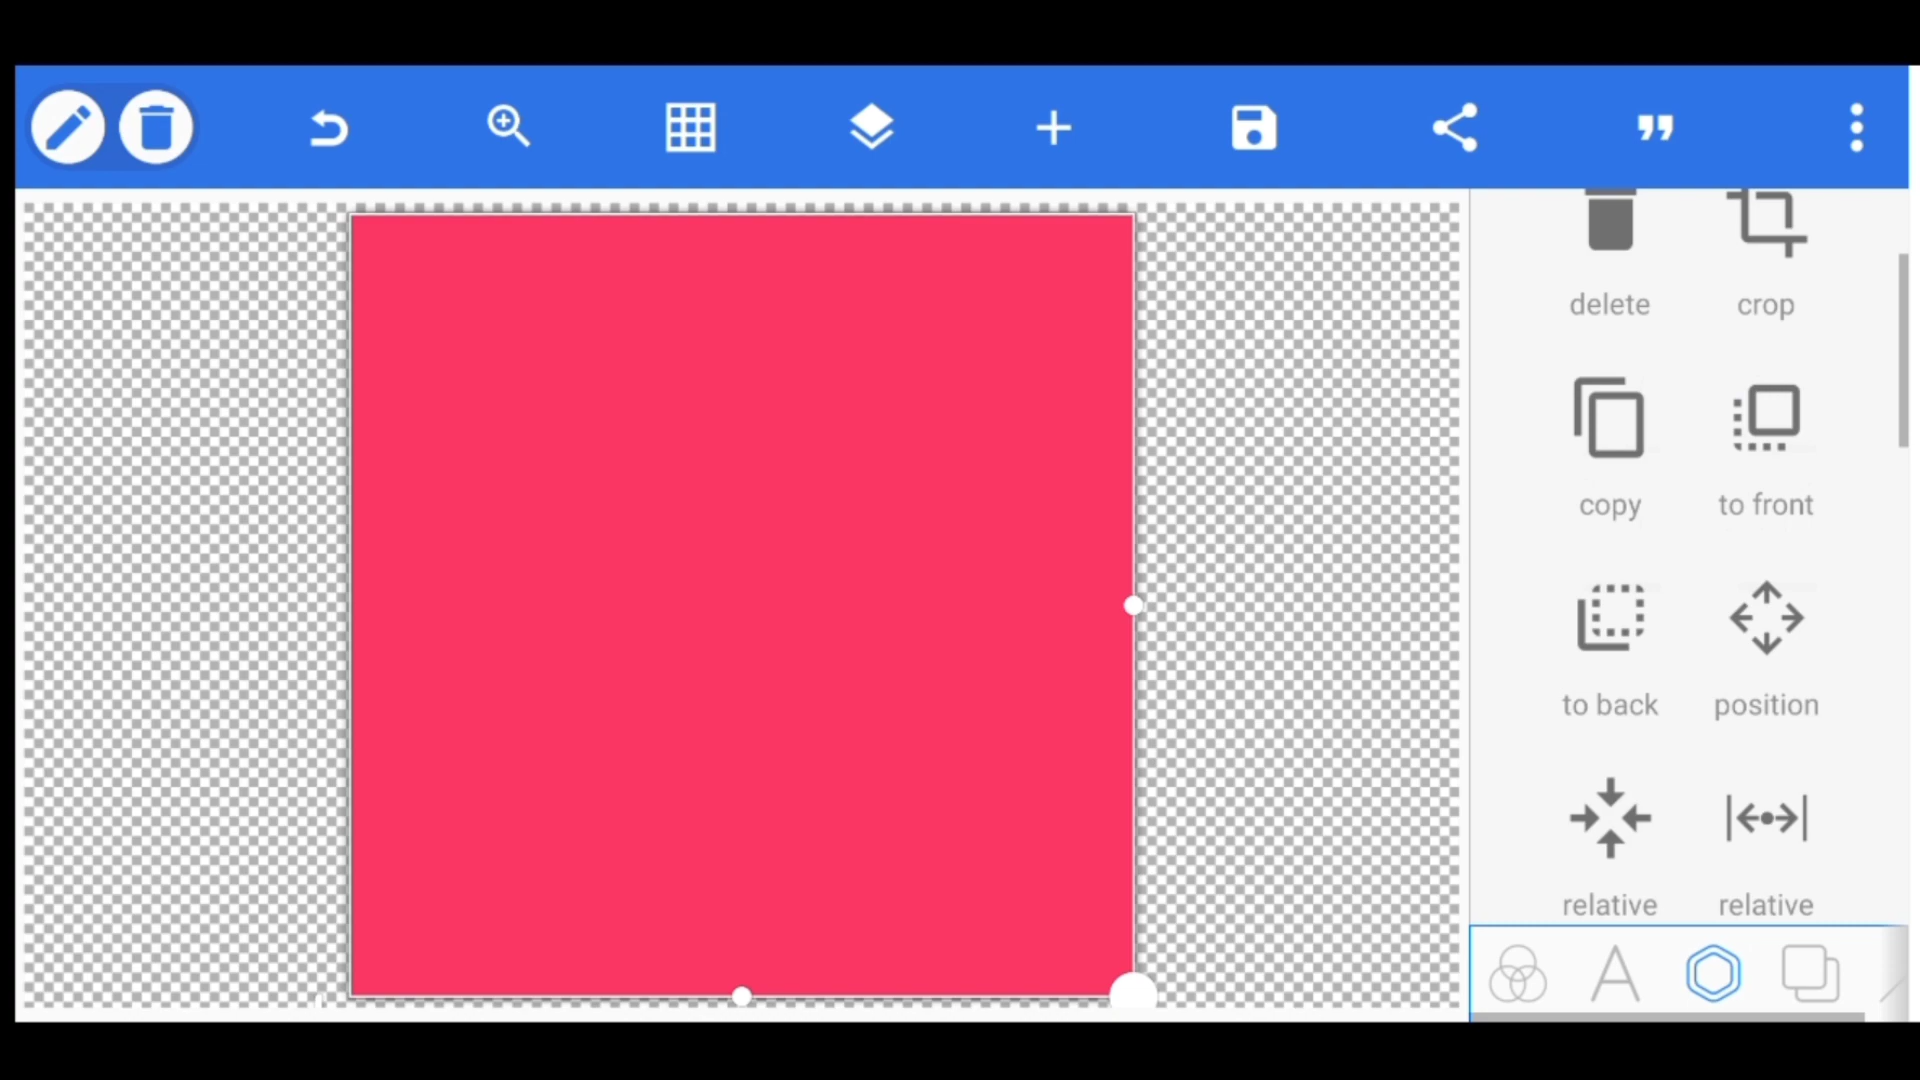 delete crop
copy to front
to back position
relative relative